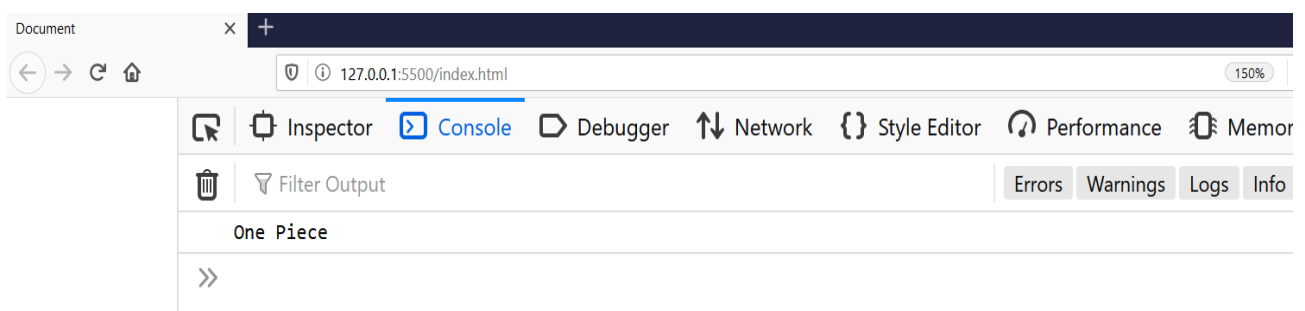 Document
127.0.0.1:5500/index.html 150%
Inspector Console Debugger Network Style Editor Performance Memor
Filter Output Errors Warnings Logs Info
One Piece